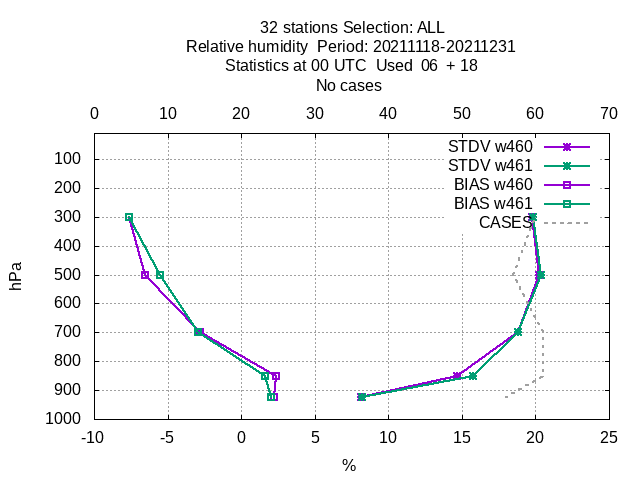 32 stations Selection: ALL
Relative humidity  Period: 20211118-20211231
Statistics at 00 UTC  Used  06  + 18
No cases
0 10 20 30 40 50 60 70
STDV w460
STDV w461
BIAS w460
BIAS w461
CASES
100
200
300
400
500
600
700
800
900
1000
hPa
-10 -5 0 5 10 15 20 25
%